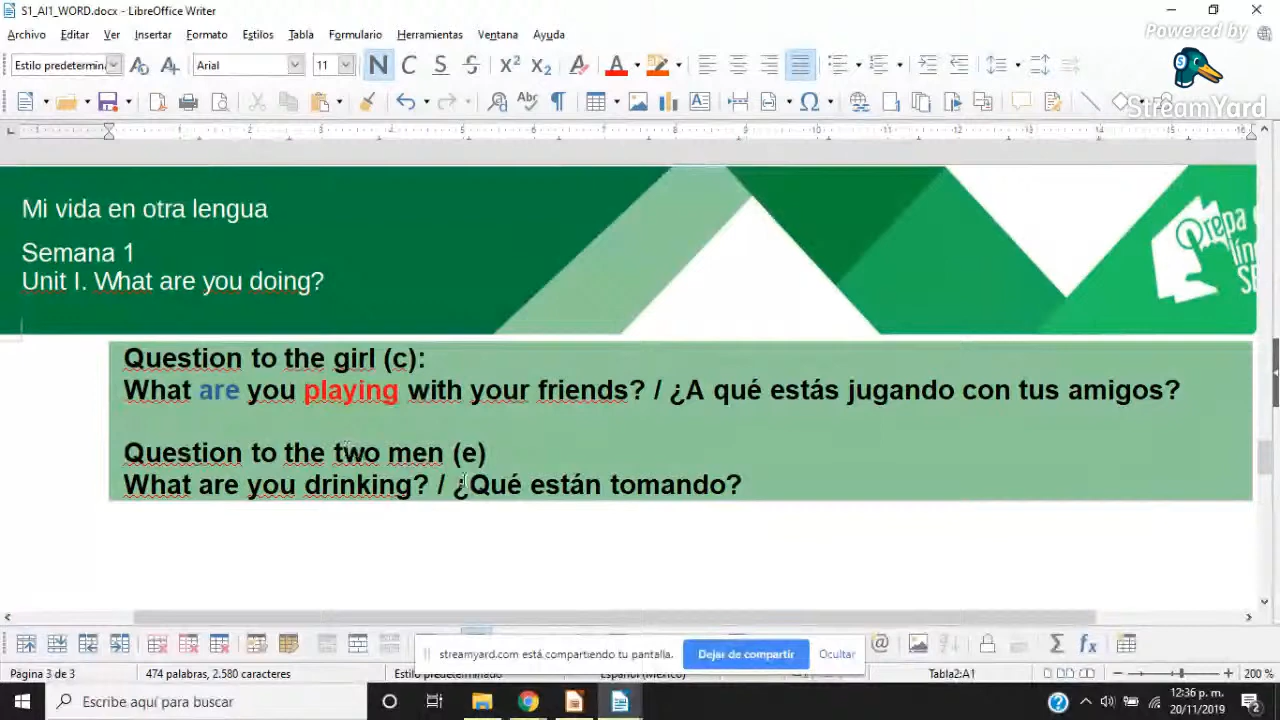 S1_AI1_WORD.docx - LibreOffice Writer
Powered by
Archivo Editar Ver Insertar Formato Estilos Tabla Formulario Herramientas Ventana Ayuda
Arial 11 N C S S X² X₂ A A
StreamYard
Mi vida en otra lengua
Semana 1
Unit I. What are you doing?
Question to the girl (c):
What are you playing with your friends? / ¿A qué estás jugando con tus amigos?
Question to the two men (e)
What are you drinking? / ¿Qué están tomando?
streamyard.com está compartiendo tu pantalla. Dejar de compartir Ocultar
Página 3 de 3 474 palabras, 2.580 caracteres Tabla2:A1 200 %
Escribe aquí para buscar
12:36 p. m.
20/11/2019